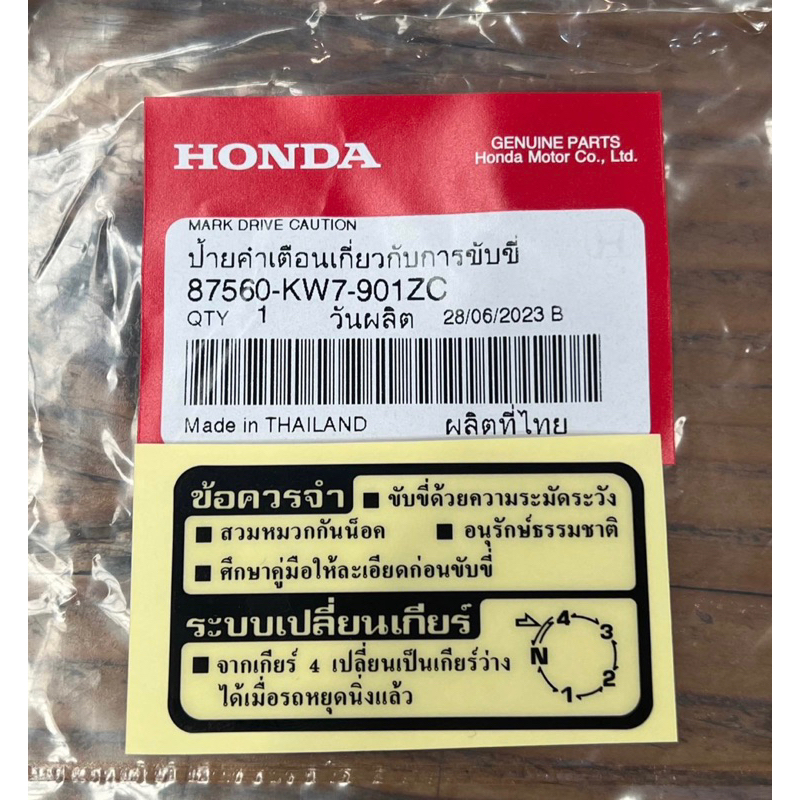 HONDA
GENUINE PARTS
Honda Motor Co., Ltd.
MARK DRIVE CAUTION
ป้ายคำเตือนเกี่ยวกับการขับขี่
87560-KW7-901ZC
QTY 1 วันผลิต 28/06/2023 B
Made in THAILAND ผลิตที่ไทย
ข้อควรจำ ■ ขับขี่ด้วยความระมัดระวัง
■ สวมหมวกกันน็อค ■ อนุรักษ์ธรรมชาติ
■ ศึกษาคู่มือให้ละเอียดก่อนขับขี่
ระบบเปลี่ยนเกียร์
■ จากเกียร์ 4 เปลี่ยนเป็นเกียร์ว่าง
ได้เมื่อรถหยุดนิ่งแล้ว
4
3
N
2
1